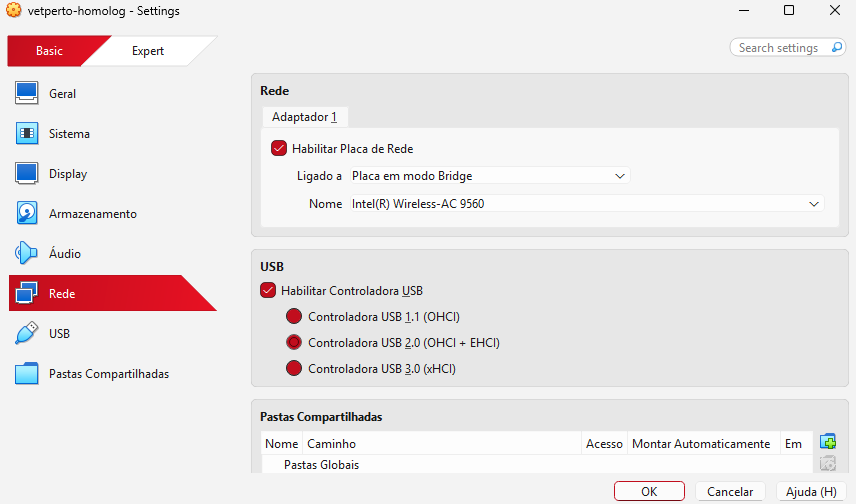 vetperto-homolog - Settings
Basic
Expert
Search settings
Geral
Sistema
Display
Armazenamento
Áudio
Rede
USB
Pastas Compartilhadas
Rede
Adaptador 1
Habilitar Placa de Rede
Ligado a Placa em modo Bridge
Nome Intel(R) Wireless-AC 9560
USB
Habilitar Controladora USB
Controladora USB 1.1 (OHCI)
Controladora USB 2.0 (OHCI + EHCI)
Controladora USB 3.0 (xHCI)
Pastas Compartilhadas
Nome Caminho Acesso Montar Automaticamente Em
Pastas Globais
OK Cancelar Ajuda (H)